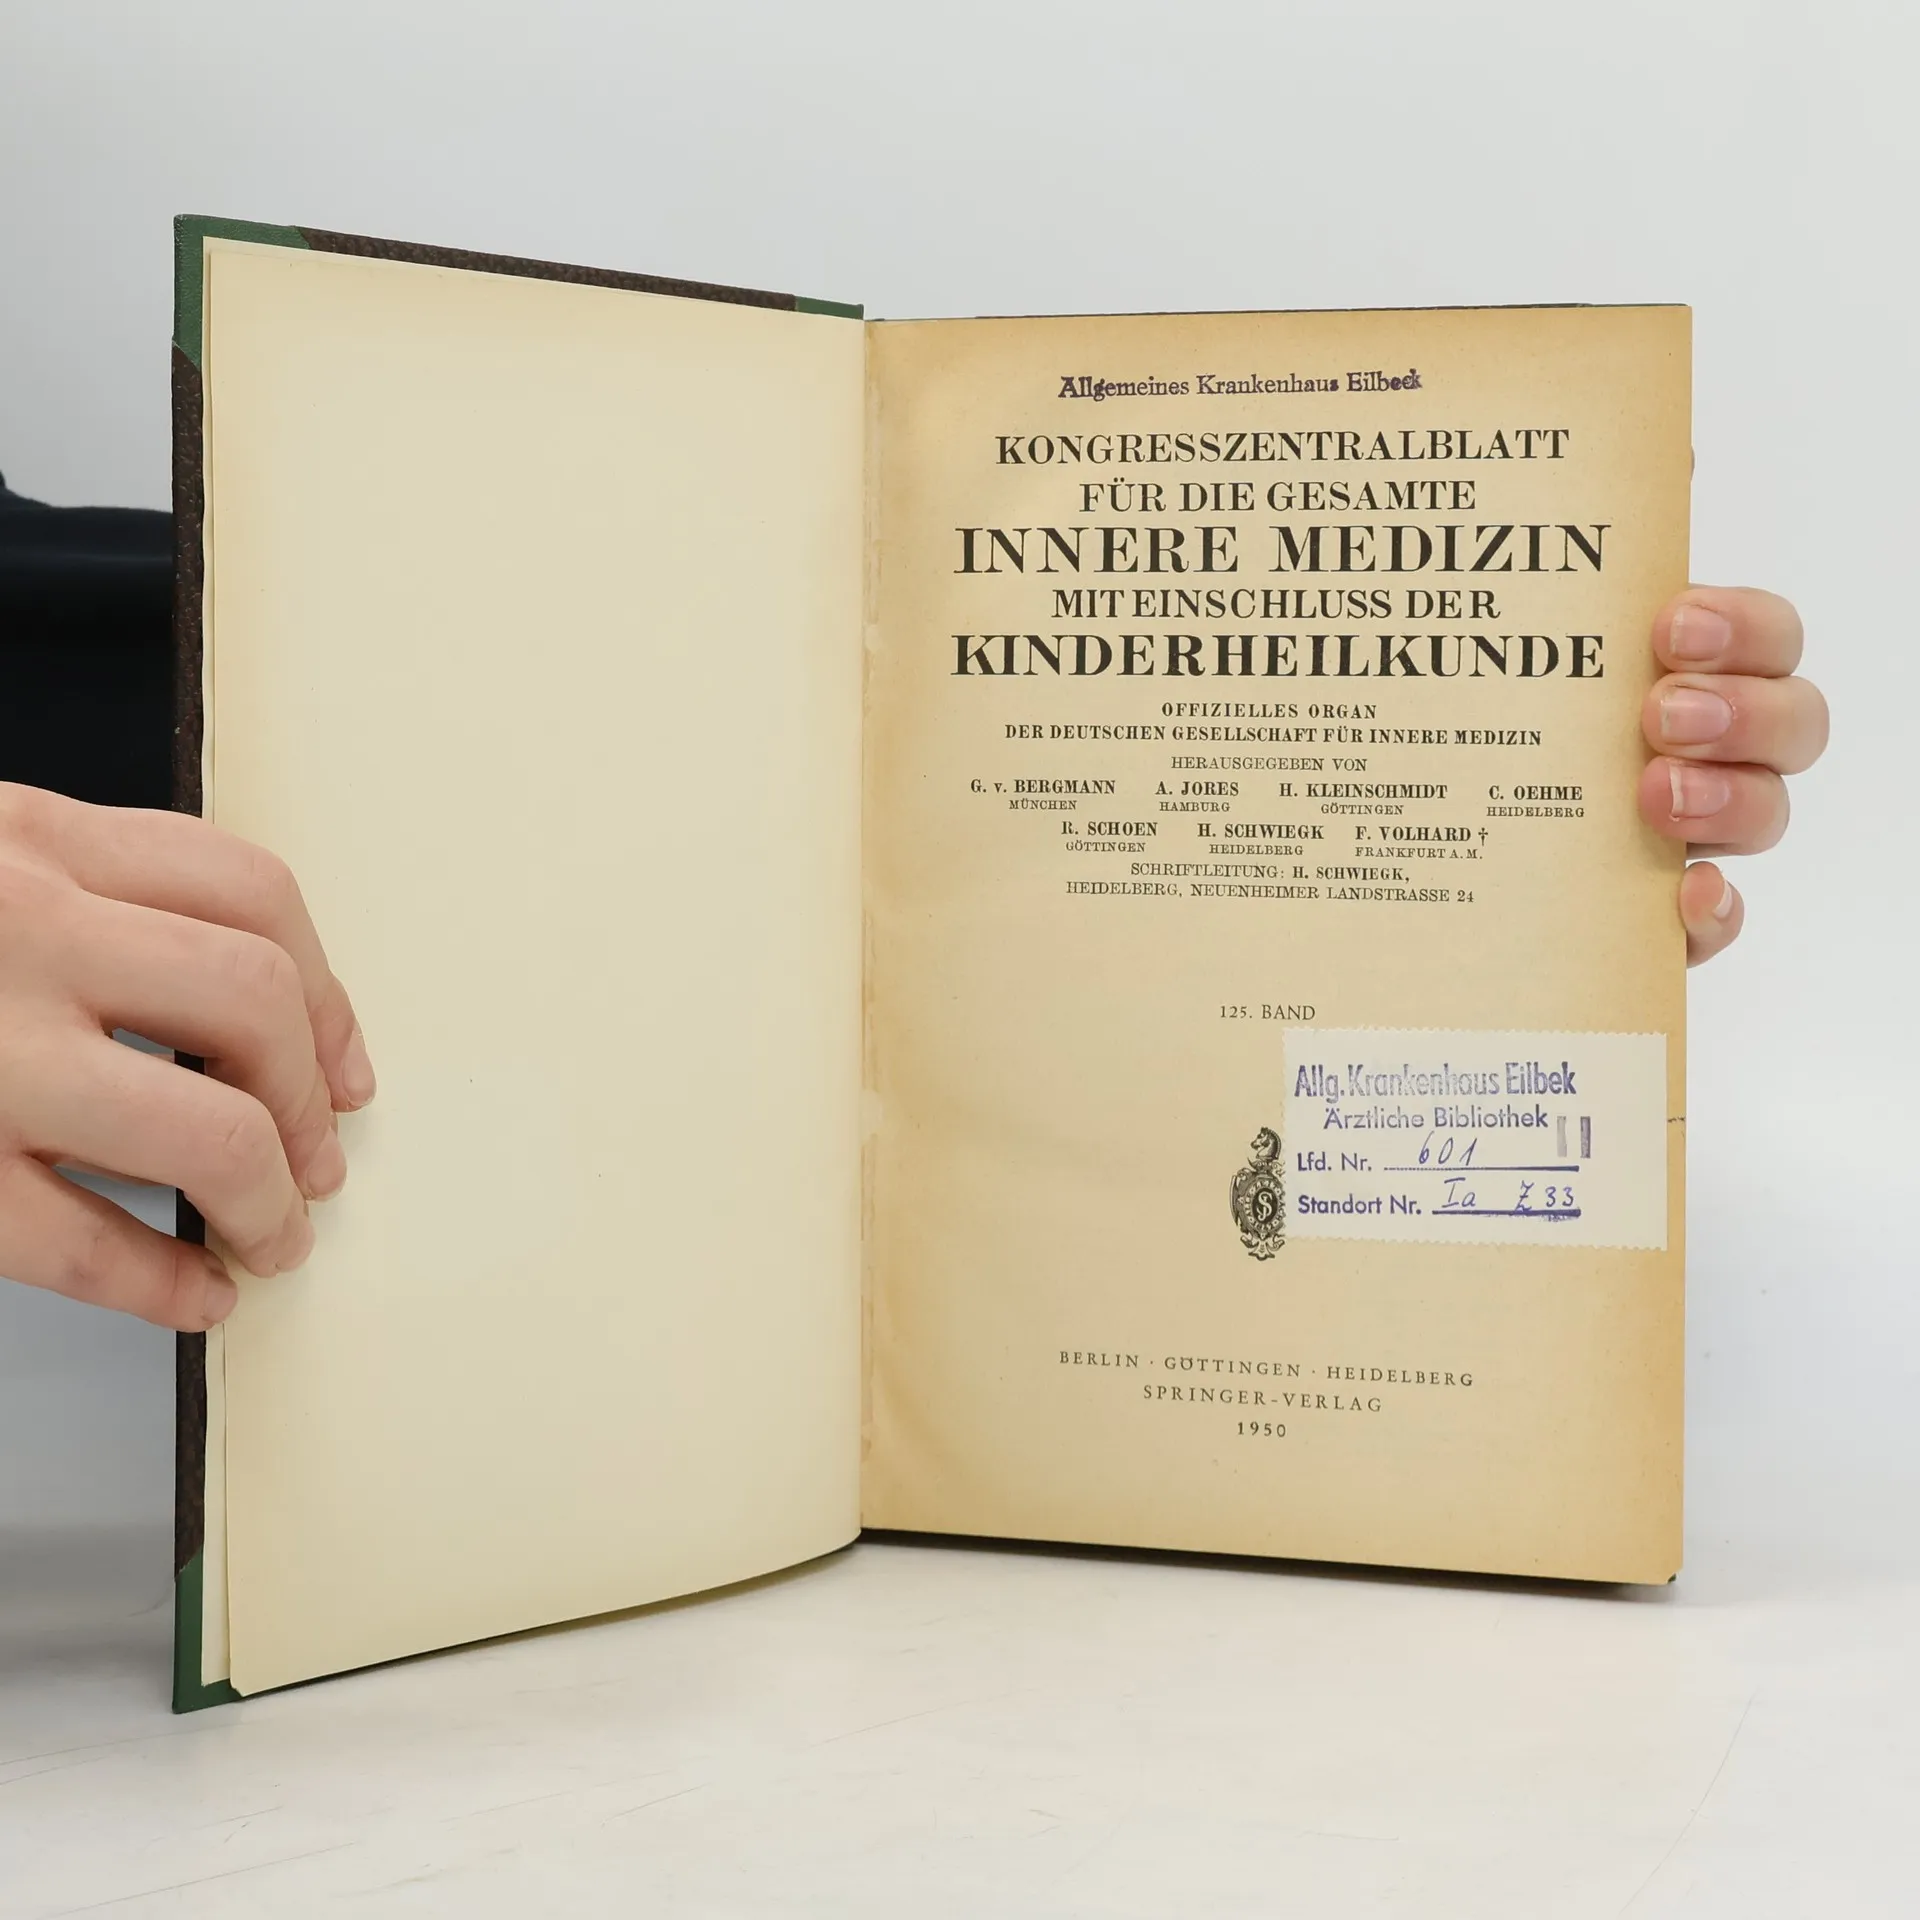 Allgemeines Krankenhaus Eilbeck
KONGRESSZENTRALBLATT
FÜR DIE GESAMTE
INNERE MEDIZIN
MIT EINSCHLUSS DER
KINDERHEILKUNDE
OFFIZIELLES ORGAN
DER DEUTSCHEN GESELLSCHAFT FÜR INNERE MEDIZIN
HERAUSGEGEBEN VON
G. v. BERGMANN A. JORES H. KLEINSCHMIDT C. OEHME
MÜNCHEN HAMBURG GÖTTINGEN HEIDELBERG
R. SCHOEN H. SCHWIEGK F. VOLHARD †
GÖTTINGEN HEIDELBERG FRANKFURT A. M.
SCHRIFTLEITUNG: H. SCHWIEGK,
HEIDELBERG, NEUENHEIMER LANDSTRASSE 24
125. BAND
Allg. Krankenhaus Eilbek
Ärztliche Bibliothek
Lfd. Nr. 601
Standort Nr. Ia Z 33
BERLIN · GÖTTINGEN · HEIDELBERG
SPRINGER-VERLAG
1950